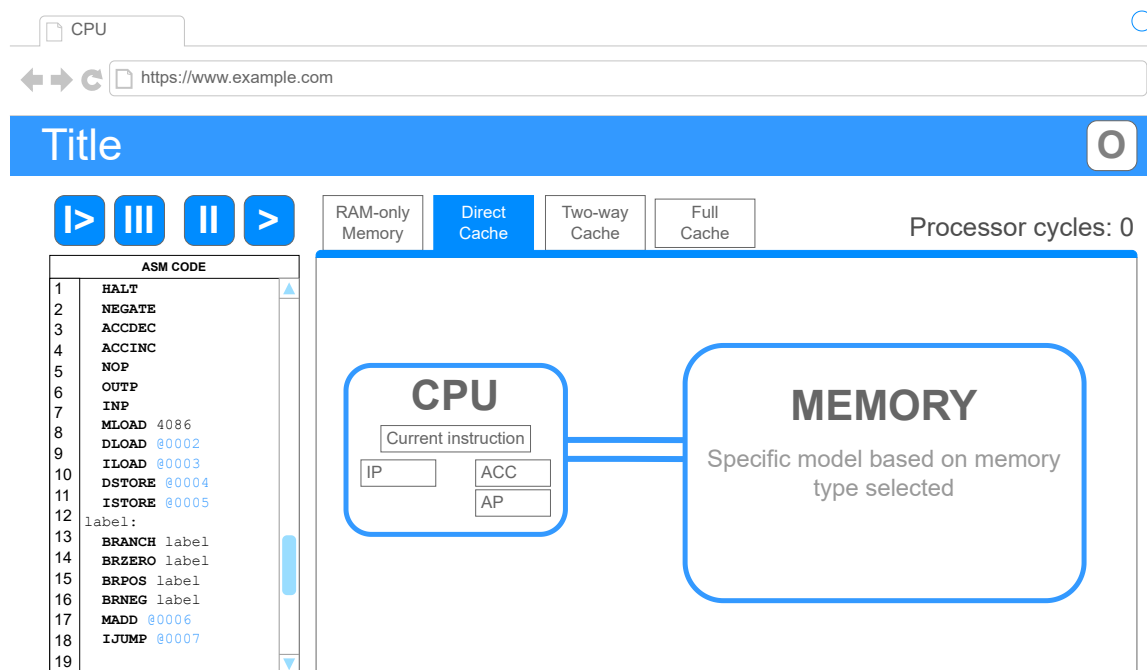 CPU
https://www.example.com
Title
O
I>
III
II
>
RAM-only
Memory
Direct
Cache
Two-way
Cache
Full
Cache
Processor cycles: 0
ASM CODE
1 HALT
2 NEGATE
3 ACCDEC
4 ACCINC
5 NOP
6 OUTP
7 INP
8 MLOAD 4086
9 DLOAD @0002
10 ILOAD @0003
11 DSTORE @0004
12 ISTORE @0005
label:
13 BRANCH label
14 BRZERO label
15 BRPOS label
16 BRNEG label
17 MADD @0006
18 IJUMP @0007
19
CPU
Current instruction
IP
ACC
AP
MEMORY
Specific model based on memory
type selected